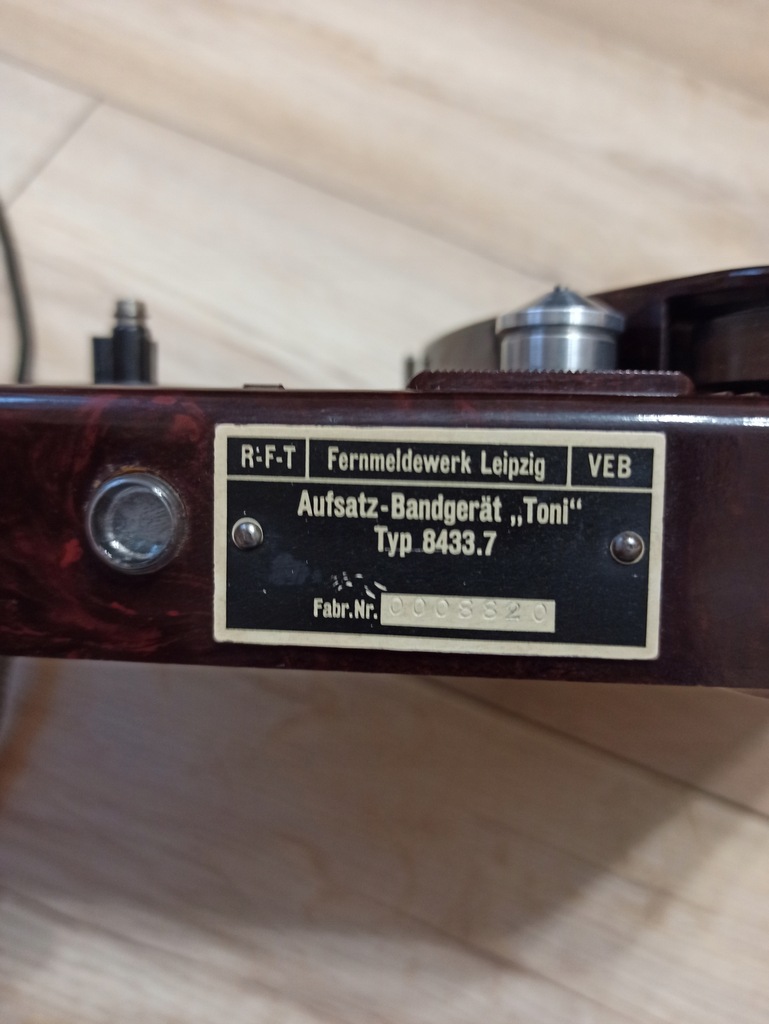 R-F-T Fernmeldewerk Leipzig VEB
Aufsatz-Bandgerät „Toni“
Typ 8433.7
Fabr.Nr. 0008820